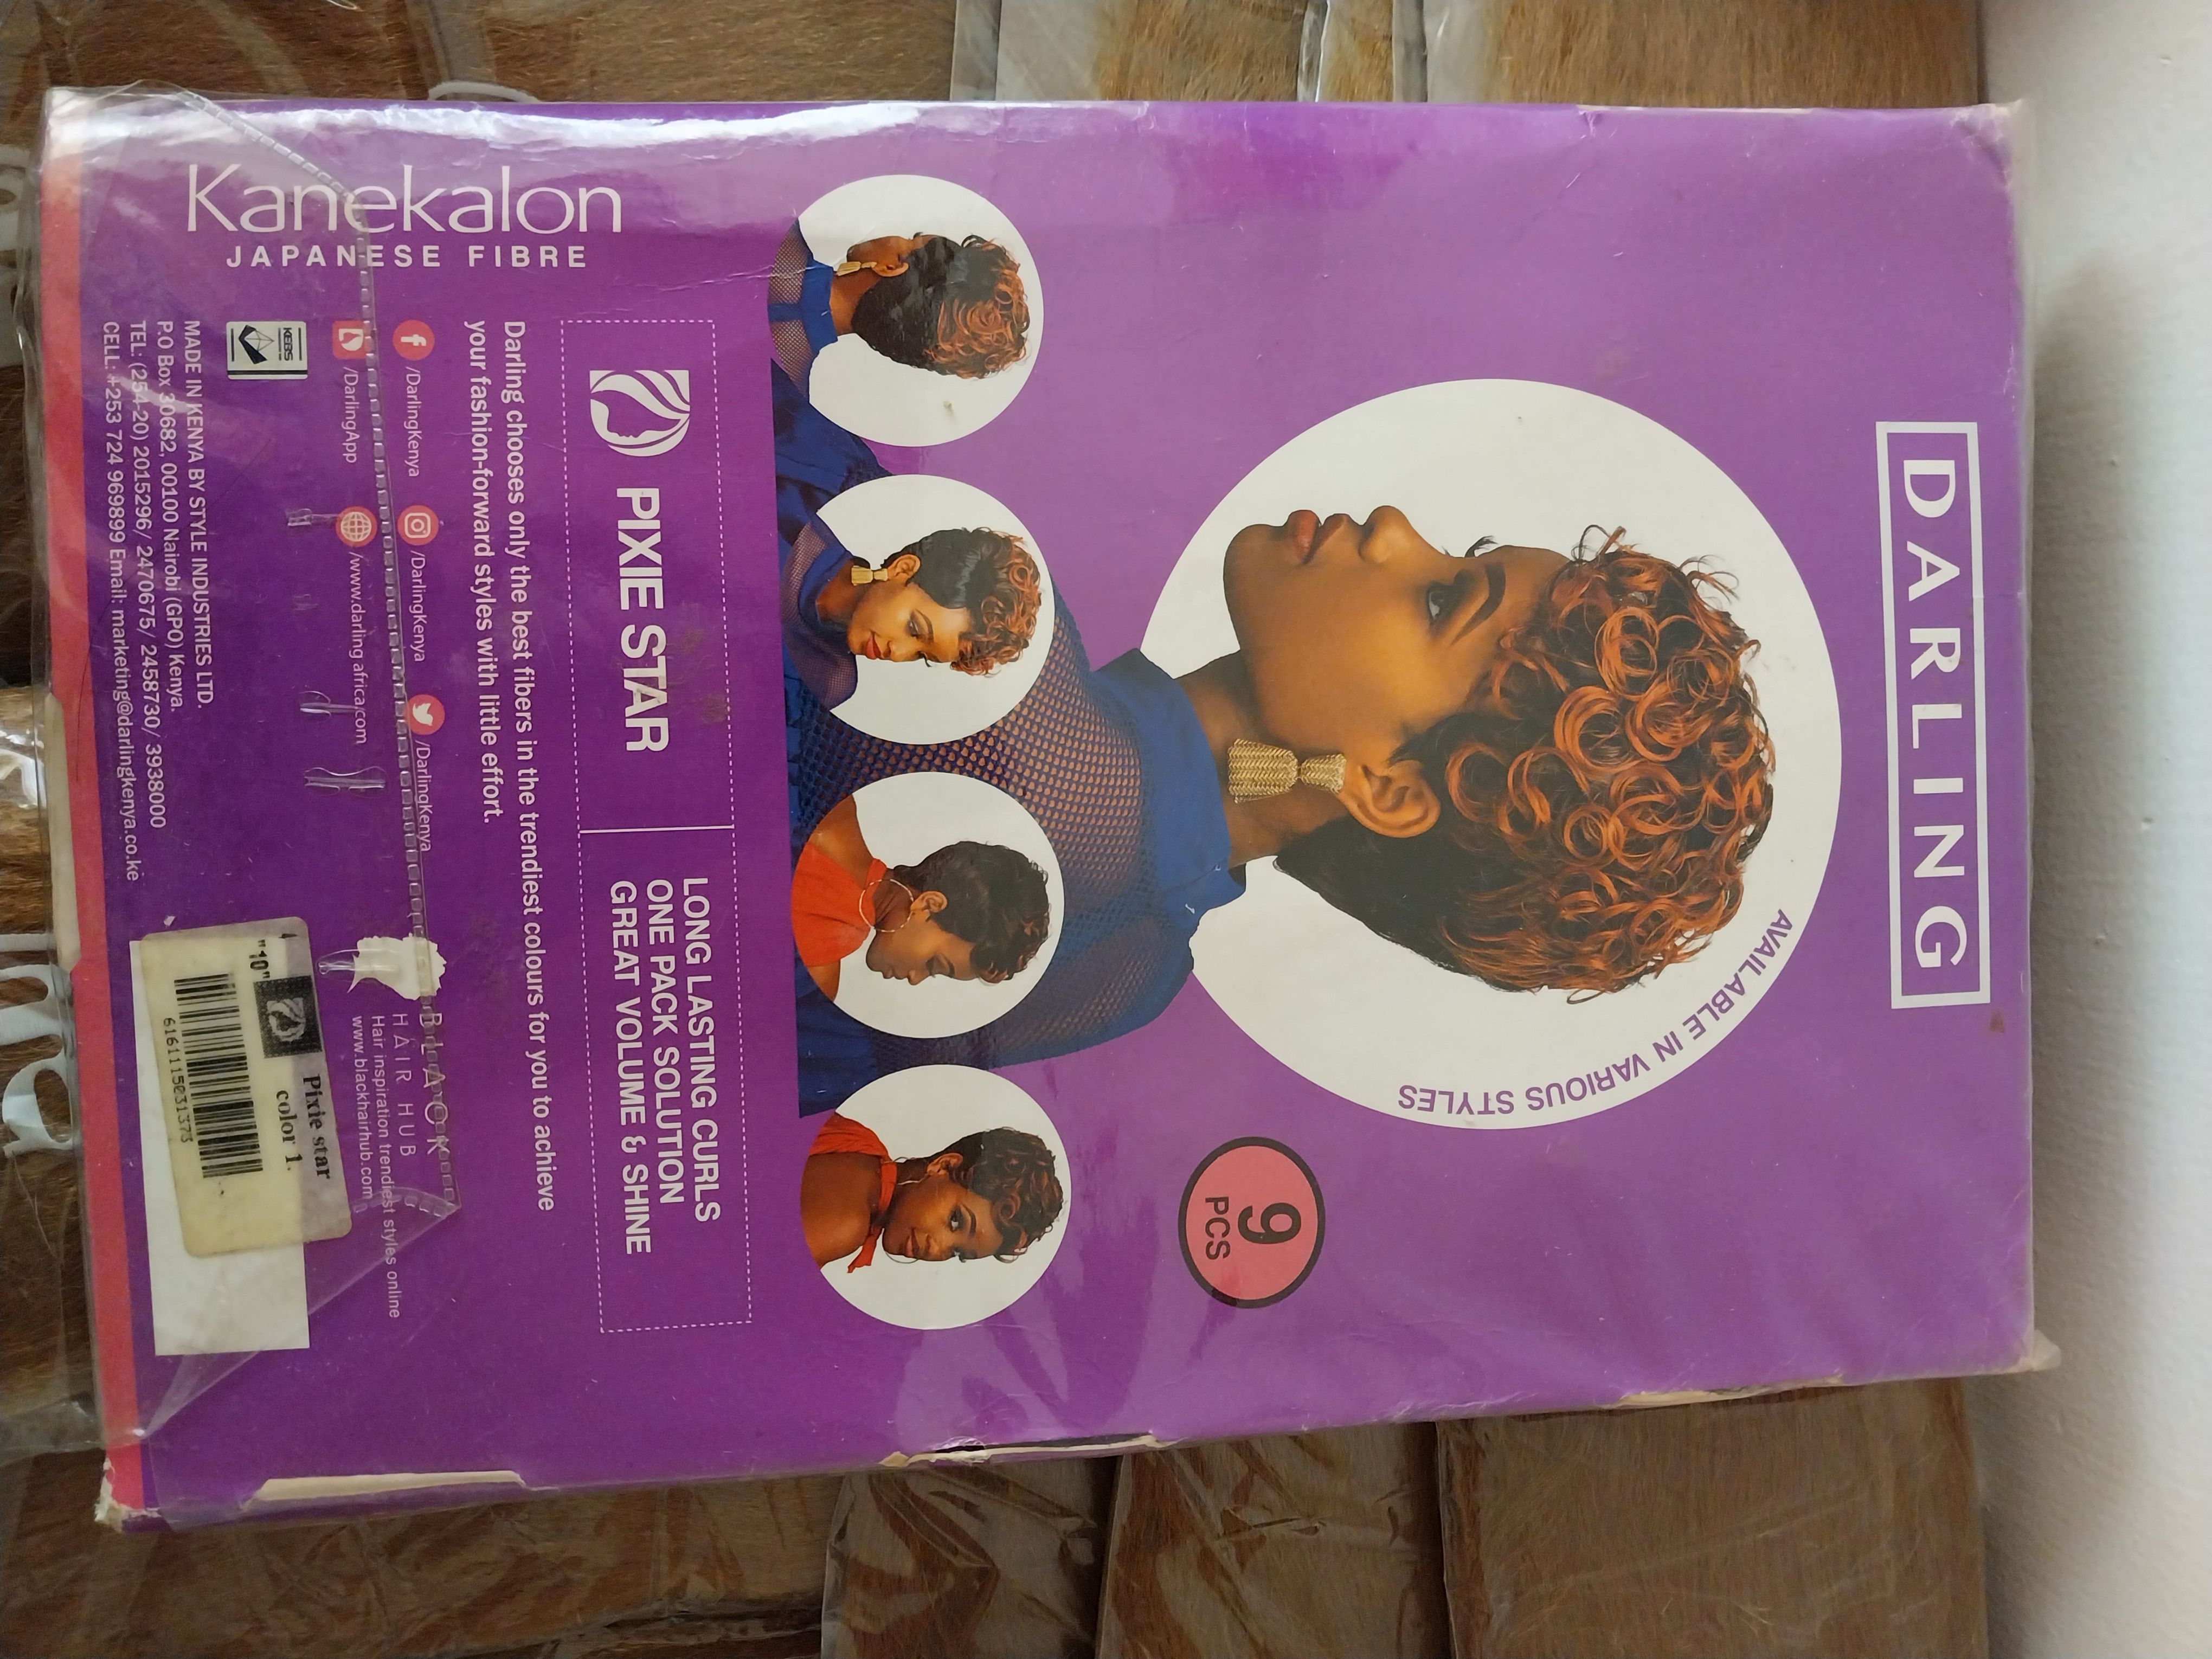 DARLING
AVAILABLE IN VARIOUS STYLES
9
PCS
PIXIE STAR
LONG LASTING CURLS
ONE PACK SOLUTION
GREAT VOLUME & SHINE
Darling chooses only the best fibers in the trendiest colours for you to achieve
your fashion-forward styles with little effort.
Kanekalon
JAPANESE FIBRE
/DarlingKenya
/DarlingKenya
/DarlingKenya
/DarlingApp
/www.darling africa.com
BLACK
HAIR HUB
Hair inspiration trendiest styles online
www.blackhairhub.com
KEBS
MADE IN KENYA BY STYLE INDUSTRIES LTD.
P.O Box 30682, 00100 Nairobi (GPO) Kenya.
TEL: (254-20) 2015296/ 2470675/ 2458730/ 3938000
CELL: +253 724 969899 Email: marketing@darlingkenya.co.ke
Pixie star
color 1.
"10"
6161115031373